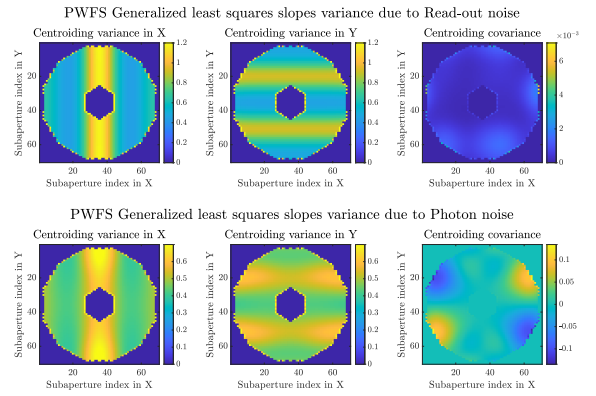 PWFS Generalized least squares slopes variance due to Read-out noise
Centroiding variance in X
Centroiding variance in Y
Centroiding covariance
×10⁻³
Subaperture index in Y
20
40
60
20 40 60
Subaperture index in X
1.2
1
0.8
0.6
0.4
0.2
0
Subaperture index in Y
20
40
60
20 40 60
Subaperture index in X
1.2
1
0.8
0.6
0.4
0.2
0
Subaperture index in Y
20
40
60
20 40 60
Subaperture index in X
6
4
2
0
PWFS Generalized least squares slopes variance due to Photon noise
Centroiding variance in X
Centroiding variance in Y
Centroiding covariance
Subaperture index in Y
20
40
60
20 40 60
Subaperture index in X
0.6
0.5
0.4
0.3
0.2
0.1
0
Subaperture index in Y
20
40
60
20 40 60
Subaperture index in X
0.6
0.5
0.4
0.3
0.2
0.1
0
Subaperture index in Y
20
40
60
20 40 60
Subaperture index in X
0.1
0.05
0
-0.05
-0.1